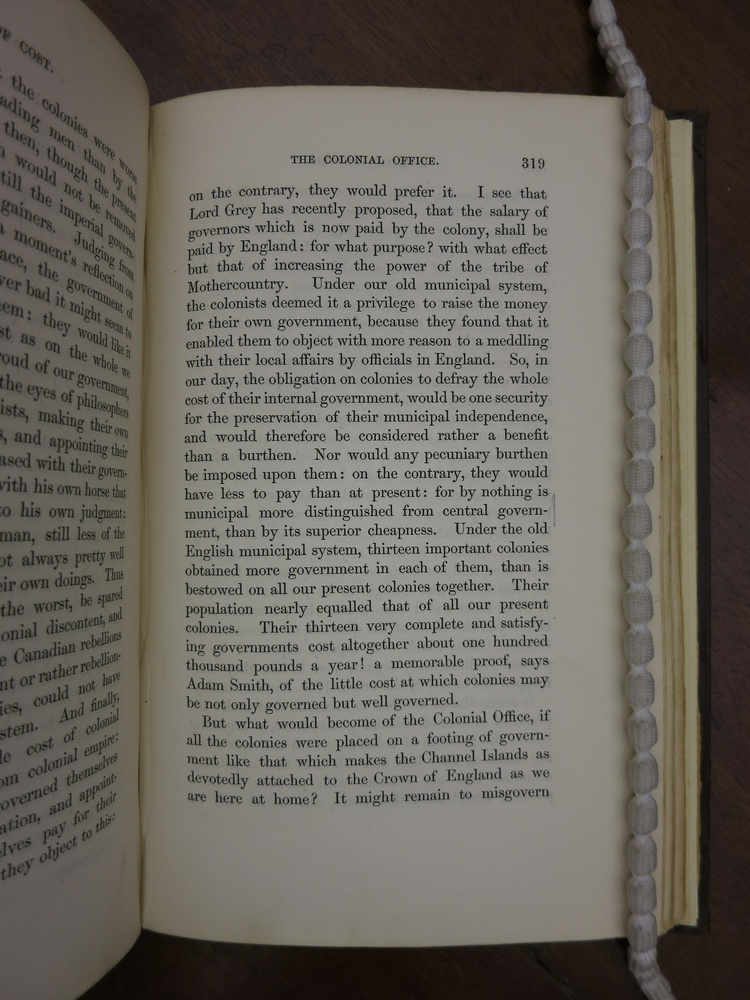 OF COST.
the colonies were worse
ading men than by the
then, though the present
would not be removed
till the imperial govern-
gainers. Judging from
a moment's reflection on
ace, the government of
ver bad it might seem to
em: they would like it
st as on the whole we
roud of our government,
the eyes of philosophers
ists, making their own
s, and appointing their
ased with their govern-
with his own horse that
to his own judgment:
man, still less of the
ot always pretty well
eir own doings. Thus
the worst, be spared
onial discontent, and
e Canadian rebellions
nt or rather rebellion-
ies, could not have
stem. And finally,
le cost of colonial
om colonial empire:
overned themselves
ation, and appoint-
elves pay for their
they object to this:
THE COLONIAL OFFICE. 319
on the contrary, they would prefer it. I see that
Lord Grey has recently proposed, that the salary of
governors which is now paid by the colony, shall be
paid by England: for what purpose? with what effect
but that of increasing the power of the tribe of
Mothercountry. Under our old municipal system,
the colonists deemed it a privilege to raise the money
for their own government, because they found that it
enabled them to object with more reason to a meddling
with their local affairs by officials in England. So, in
our day, the obligation on colonies to defray the whole
cost of their internal government, would be one security
for the preservation of their municipal independence,
and would therefore be considered rather a benefit
than a burthen. Nor would any pecuniary burthen
be imposed upon them: on the contrary, they would
have less to pay than at present: for by nothing is
municipal more distinguished from central govern-
ment, than by its superior cheapness. Under the old
English municipal system, thirteen important colonies
obtained more government in each of them, than is
bestowed on all our present colonies together. Their
population nearly equalled that of all our present
colonies. Their thirteen very complete and satisfy-
ing governments cost altogether about one hundred
thousand pounds a year! a memorable proof, says
Adam Smith, of the little cost at which colonies may
be not only governed but well governed.
But what would become of the Colonial Office, if
all the colonies were placed on a footing of govern-
ment like that which makes the Channel Islands as
devotedly attached to the Crown of England as we
are here at home? It might remain to misgovern